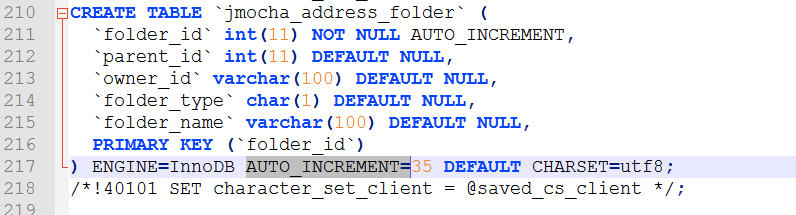 210 CREATE TABLE `jmocha_address_folder` (
211 `folder_id` int(11) NOT NULL AUTO_INCREMENT,
212 `parent_id` int(11) DEFAULT NULL,
213 `owner_id` varchar(100) DEFAULT NULL,
214 `folder_type` char(1) DEFAULT NULL,
215 `folder_name` varchar(100) DEFAULT NULL,
216 PRIMARY KEY (`folder_id`)
217 ) ENGINE=InnoDB AUTO_INCREMENT=35 DEFAULT CHARSET=utf8;
218 /*!40101 SET character_set_client = @saved_cs_client */;
219